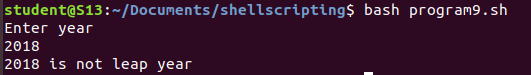 student@S13:~/Documents/shellscripting$ bash program9.sh
Enter year
2018
2018 is not leap year